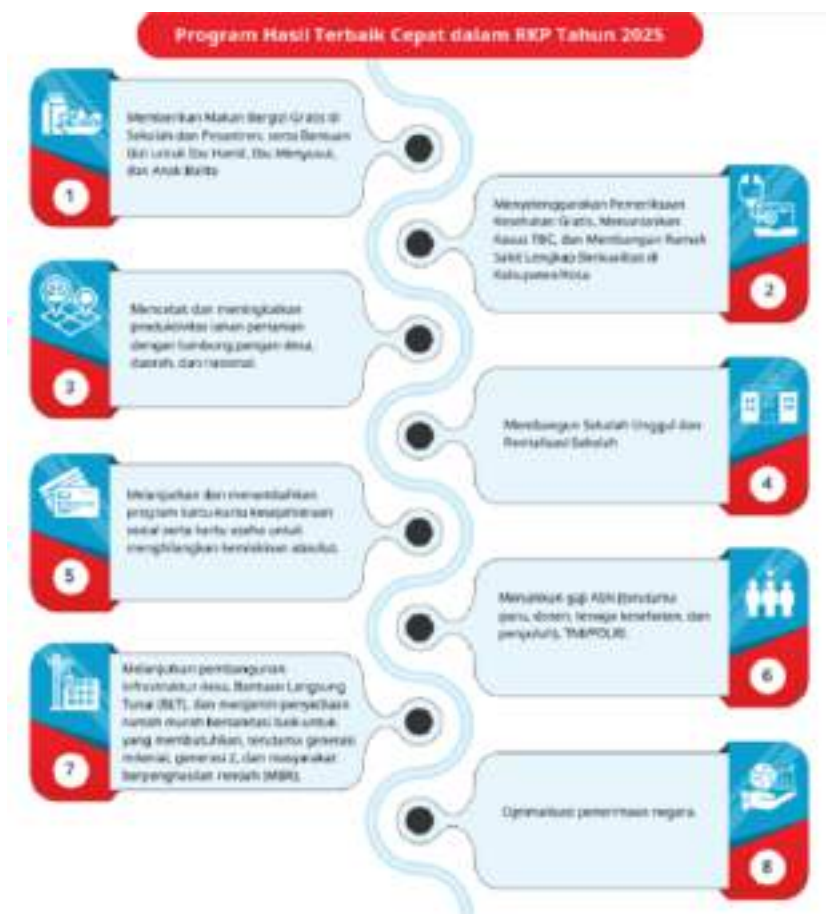 Program Hasil Terbaik Cepat dalam RKP Tahun 2025
1
Memberikan Makan Bergizi Gratis di
Sekolah dan Pesantren, serta Bantuan
Gizi untuk Ibu Hamil, Ibu Menyusui,
dan Anak Balita
2
Menyelenggarakan Pemeriksaan
Kesehatan Gratis, Menuntaskan
Kasus TBC, dan Membangun Rumah
Sakit Lengkap Berkualitas di
Kabupaten/Kota
3
Mencetak dan meningkatkan
produktivitas lahan pertanian
dengan lumbung pangan desa,
daerah, dan nasional.
4
Membangun Sekolah Unggul dan
Revitalisasi Sekolah
5
Melanjutkan dan menambahkan
program kartu-kartu kesejahteraan
sosial serta kartu usaha untuk
menghilangkan kemiskinan absolut.
6
Menaikkan gaji ASN (terutama
guru, dosen, tenaga kesehatan, dan
penyuluh), TNI/POLRI
7
Melanjutkan pembangunan
infrastruktur desa, Bantuan Langsung
Tunai (BLT), dan menjamin penyediaan
rumah murah bersanitasi baik untuk
yang membutuhkan, terutama generasi
milenial, generasi Z, dan masyarakat
berpenghasilan rendah (MBR).
8
Optimalisasi penerimaan negara.